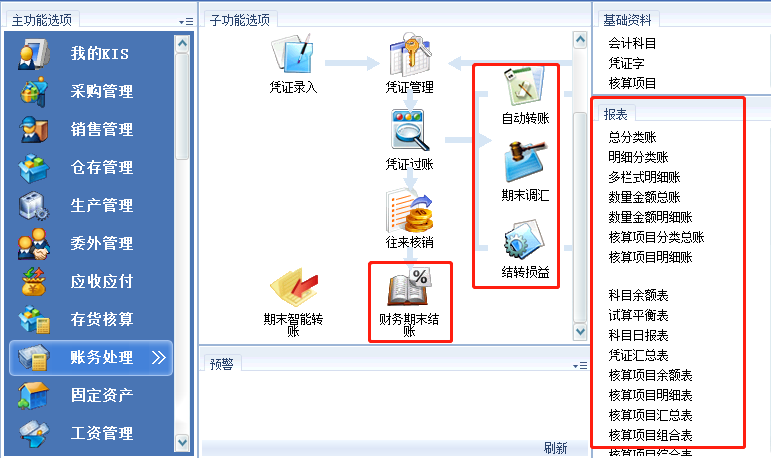 主功能选项
我的KIS
采购管理
销售管理
仓存管理
生产管理
委外管理
应收应付
存货核算
账务处理
固定资产
工资管理
子功能选项
凭证录入
凭证管理
凭证过账
往来核销
期末智能转
账
财务期末结
账
自动转账
期末调汇
结转损益
预警
刷新
基础资料
会计科目
凭证字
核算项目
报表
总分类账
明细分类账
多栏式明细账
数量金额总账
数量金额明细账
核算项目分类总账
核算项目明细账
科目余额表
试算平衡表
科目日报表
凭证汇总表
核算项目余额表
核算项目明细表
核算项目汇总表
核算项目组合表
核算项目综合表